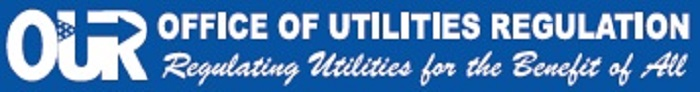 OUR
OFFICE OF UTILITIES REGULATION
Regulating Utilities for the Benefit of All